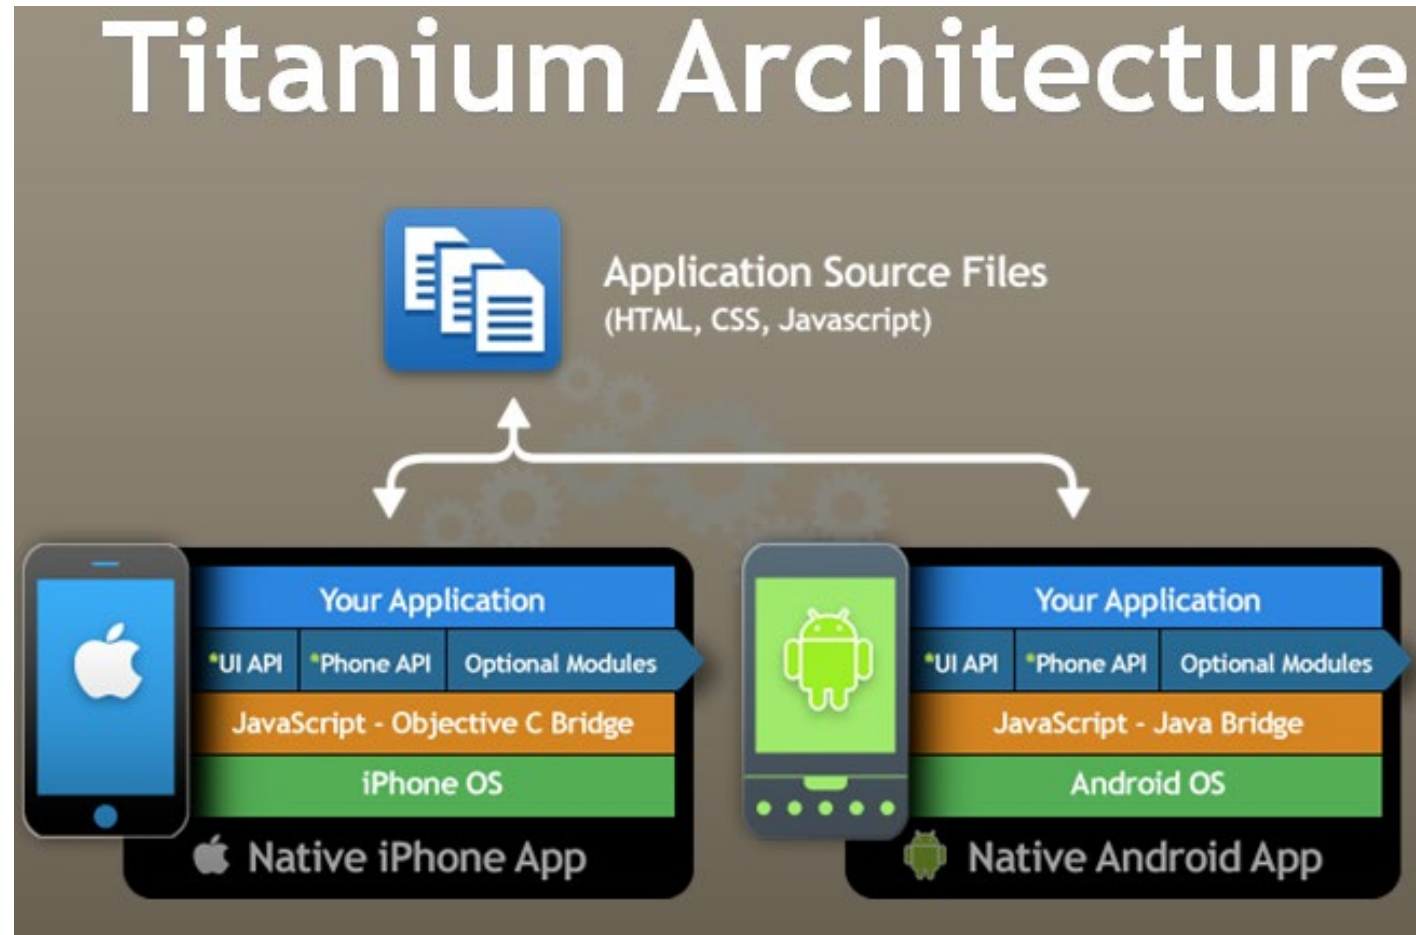 Titanium Architecture
Application Source Files
(HTML, CSS, Javascript)
Your Application
*UI API *Phone API Optional Modules
JavaScript - Objective C Bridge
iPhone OS
Native iPhone App
Your Application
*UI API *Phone API Optional Modules
JavaScript - Java Bridge
Android OS
Native Android App